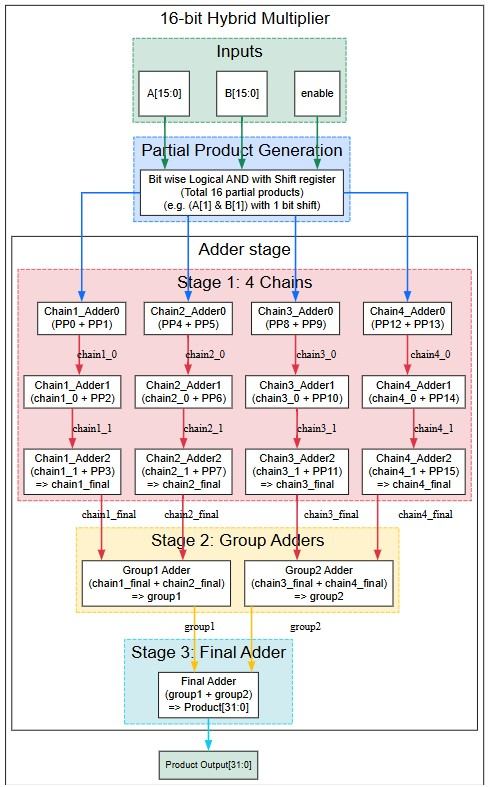 16-bit Hybrid Multiplier
Inputs
A[15:0]
B[15:0]
enable
Partial Product Generation
Bit wise Logical AND with Shift register
(Total 16 partial products)
(e.g. (A[1] & B[1]) with 1 bit shift)
Adder stage
Stage 1: 4 Chains
Chain1_Adder0
(PP0 + PP1)
Chain2_Adder0
(PP4 + PP5)
Chain3_Adder0
(PP8 + PP9)
Chain4_Adder0
(PP12 + PP13)
chain1_0
chain2_0
chain3_0
chain4_0
Chain1_Adder1
(chain1_0 + PP2)
Chain2_Adder1
(chain2_0 + PP6)
Chain3_Adder1
(chain3_0 + PP10)
Chain4_Adder1
(chain4_0 + PP14)
chain1_1
chain2_1
chain3_1
chain4_1
Chain1_Adder2
(chain1_1 + PP3)
=> chain1_final
Chain2_Adder2
(chain2_1 + PP7)
=> chain2_final
Chain3_Adder2
(chain3_1 + PP11)
=> chain3_final
Chain4_Adder2
(chain4_1 + PP15)
=> chain4_final
chain1_final
chain2_final
chain3_final
chain4_final
Stage 2: Group Adders
Group1 Adder
(chain1_final + chain2_final)
=> group1
Group2 Adder
(chain3_final + chain4_final)
=> group2
group1
group2
Stage 3: Final Adder
Final Adder
(group1 + group2)
=> Product[31:0]
Product Output[31:0]